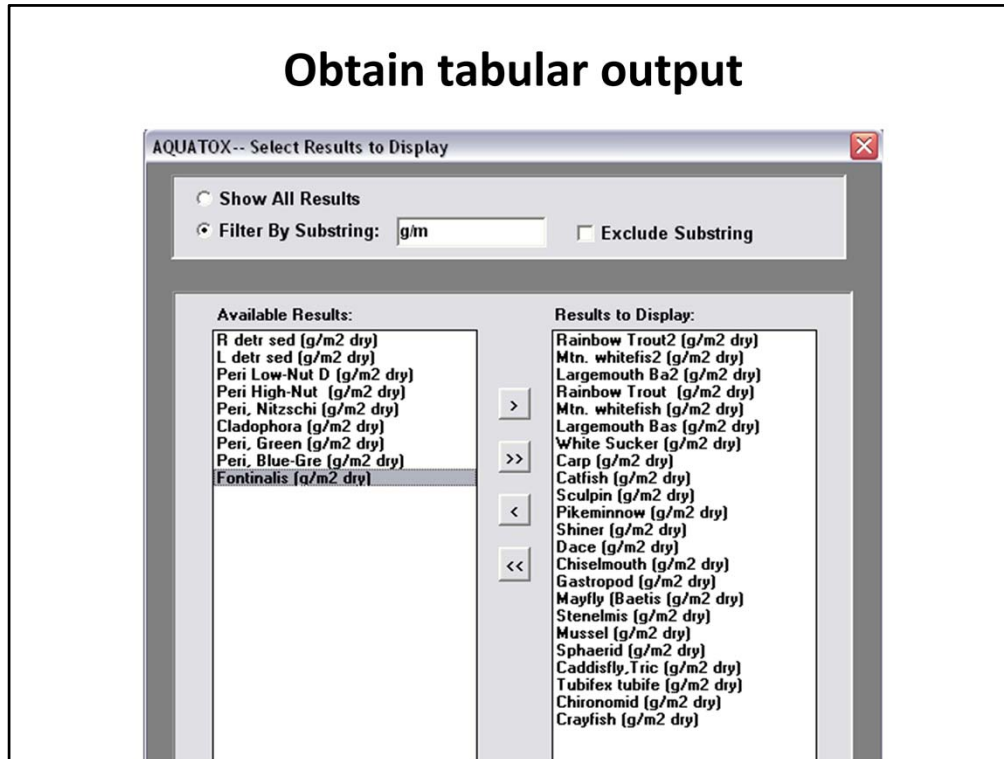 Obtain tabular output
AQUATOX-- Select Results to Display
Show All Results
Filter By Substring: g/m
Exclude Substring
Available Results:
R detr sed (g/m2 dry)
L detr sed (g/m2 dry)
Peri Low-Nut D (g/m2 dry)
Peri High-Nut (g/m2 dry)
Peri, Nitzschi (g/m2 dry)
Cladophora (g/m2 dry)
Peri, Green (g/m2 dry)
Peri, Blue-Gre (g/m2 dry)
Fontinalis (g/m2 dry)
>
>>
<
<<
Results to Display:
Rainbow Trout2 (g/m2 dry)
Mtn. whitefis2 (g/m2 dry)
Largemouth Ba2 (g/m2 dry)
Rainbow Trout (g/m2 dry)
Mtn. whitefish (g/m2 dry)
Largemouth Bas (g/m2 dry)
White Sucker (g/m2 dry)
Carp (g/m2 dry)
Catfish (g/m2 dry)
Sculpin (g/m2 dry)
Pikeminnow (g/m2 dry)
Shiner (g/m2 dry)
Dace (g/m2 dry)
Chiselmouth (g/m2 dry)
Gastropod (g/m2 dry)
Mayfly (Baetis (g/m2 dry)
Stenelmis (g/m2 dry)
Mussel (g/m2 dry)
Sphaerid (g/m2 dry)
Caddisfly,Tric (g/m2 dry)
Tubifex tubife (g/m2 dry)
Chironomid (g/m2 dry)
Crayfish (g/m2 dry)